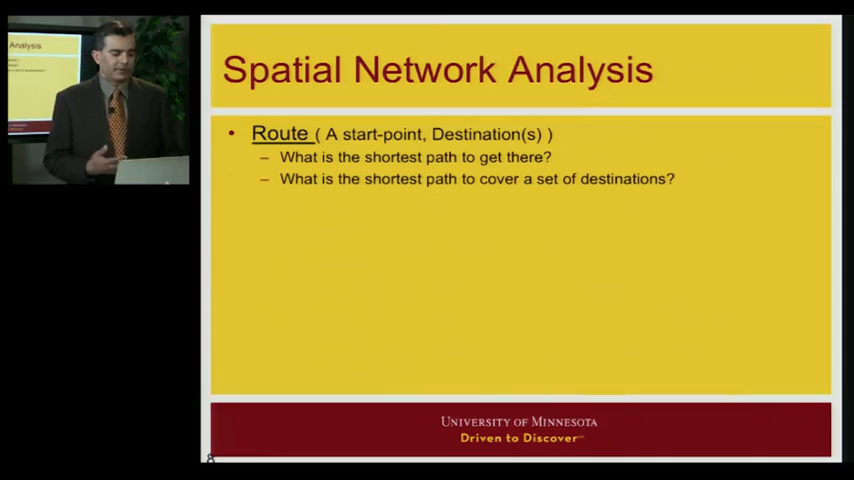 Spatial Network Analysis
• Route ( A start-point, Destination(s) )
– What is the shortest path to get there?
– What is the shortest path to cover a set of destinations?
UNIVERSITY OF MINNESOTA
Driven to Discover
8
Analysis